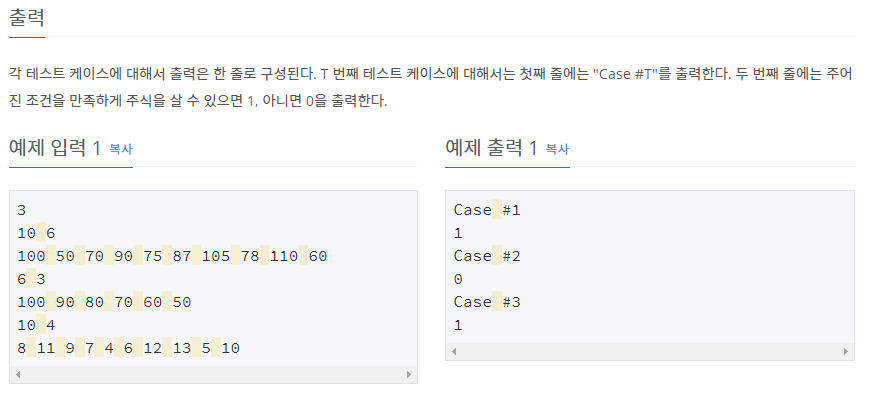 출력
각 테스트 케이스에 대해서 출력은 한 줄로 구성된다. T 번째 테스트 케이스에 대해서는 첫째 줄에는 "Case #T"를 출력한다. 두 번째 줄에는 주어
진 조건을 만족하게 주식을 살 수 있으면 1, 아니면 0을 출력한다.
예제 입력 1 복사
3
10 6
100 50 70 90 75 87 105 78 110 60
6 3
100 90 80 70 60 50
10 4
8 11 9 7 4 6 12 13 5 10
예제 출력 1 복사
Case #1
1
Case #2
0
Case #3
1